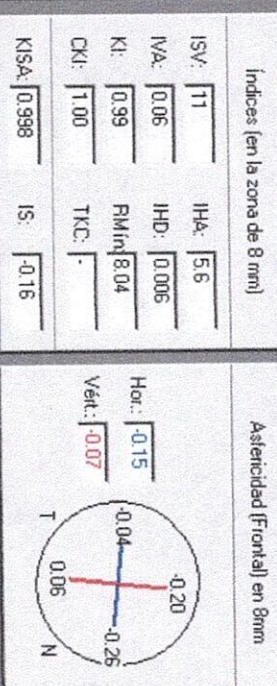 Índices (en la zona de 8 mm)
ISV: 11 IHA: 5.6
IVA: 0.06 IHD: 0.006
KI: 0.99 RMín 8.04
CKI: 1.00 TKC: -
KISA: 0.998 IS: -0.16
Asfericidad (Frontal) en 8mm
Hor.: -0.15
Vért.: -0.07
-0.20
-0.04 -0.26
0.06
T N